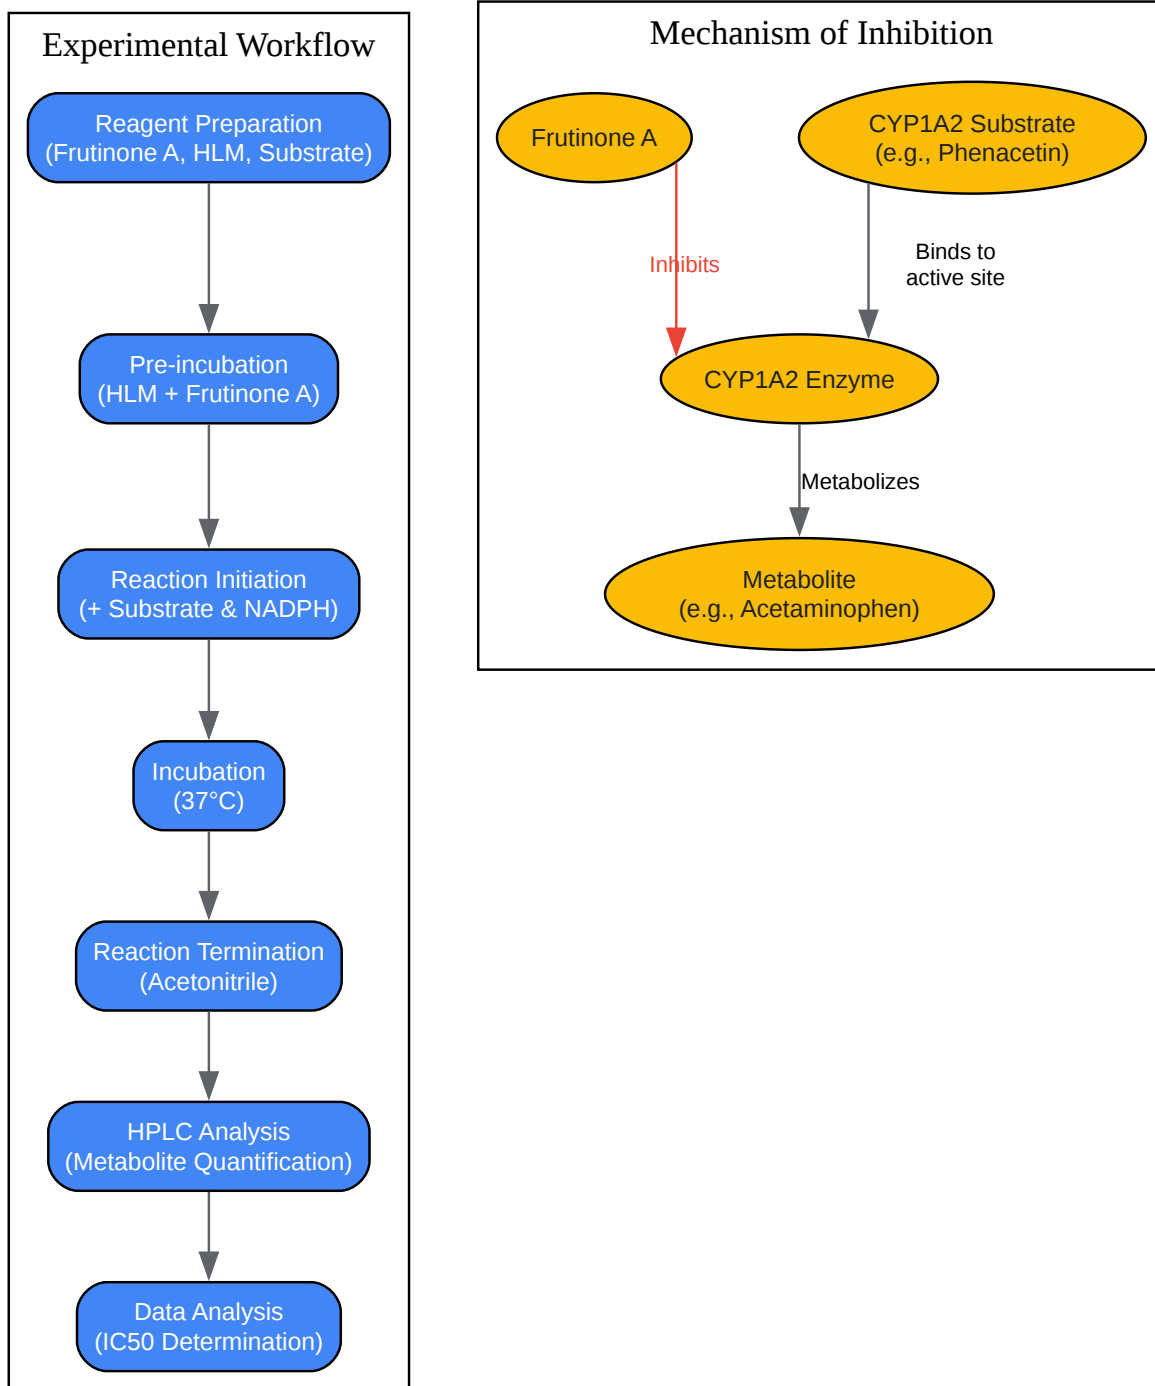 Experimental Workflow
Reagent Preparation
(Frutinone A, HLM, Substrate)
Pre-incubation
(HLM + Frutinone A)
Reaction Initiation
(+ Substrate & NADPH)
Incubation
(37°C)
Reaction Termination
(Acetonitrile)
HPLC Analysis
(Metabolite Quantification)
Data Analysis
(IC50 Determination)
Mechanism of Inhibition
Frutinone A
CYP1A2 Substrate
(e.g., Phenacetin)
Inhibits
Binds to
active site
CYP1A2 Enzyme
Metabolizes
Metabolite
(e.g., Acetaminophen)